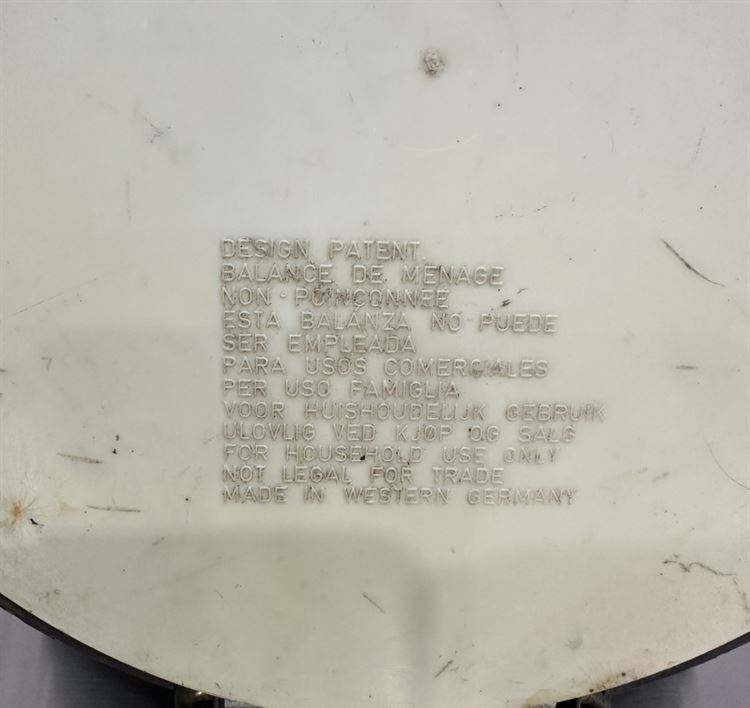 DESIGN PATENT.
BALANCE DE MENAGE
NON-POINCONNEE
ESTA BALANZA NO PUEDE
SER EMPLEADA
PARA USOS COMERCIALES
PER USO FAMIGLIA
VOOR HUISHOUDELIJK GEBRUIK
ULOVLIG VED KJØP OG SALG
FOR HOUSEHOLD USE ONLY
NOT LEGAL FOR TRADE
MADE IN WESTERN GERMANY